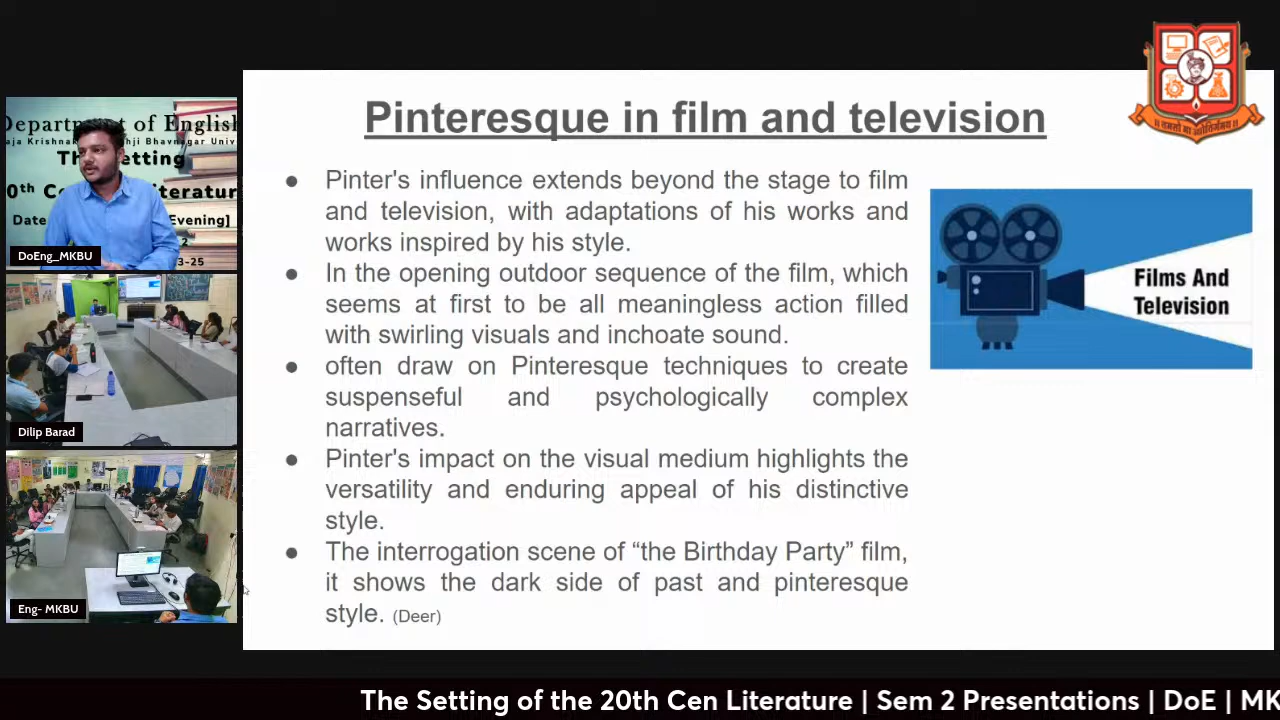 Pinteresque in film and television
● Pinter's influence extends beyond the stage to film
and television, with adaptations of his works and
works inspired by his style.
● In the opening outdoor sequence of the film, which
seems at first to be all meaningless action filled
with swirling visuals and inchoate sound.
● often draw on Pinteresque techniques to create
suspenseful and psychologically complex
narratives.
● Pinter's impact on the visual medium highlights the
versatility and enduring appeal of his distinctive
style.
● The interrogation scene of “the Birthday Party” film,
it shows the dark side of past and pinteresque
style. (Deer)
Films And
Television
Department of English
DoEng_MKBU
Dilip Barad
Eng- MKBU
The Setting of the 20th Cen Literature | Sem 2 Presentations | DoE | MK